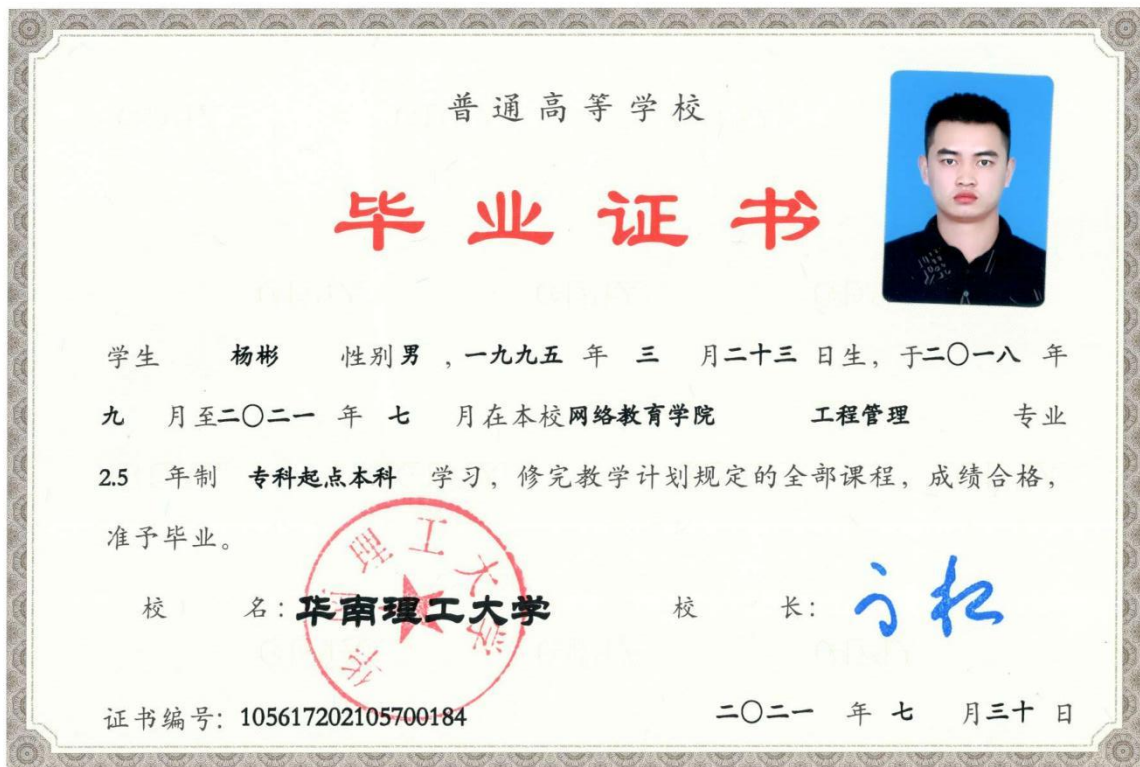 普通高等学校
毕业证书
学生 杨彬 性别男，一九九五 年 三 月二十三 日生，于二〇一八 年
九 月至二〇二一 年 七 月在本校网络教育学院 工程管理 专业
2.5 年制 专科起点本科 学习，修完教学计划规定的全部课程，成绩合格，
准予毕业。
华南理工大学
校 名：华南理工大学 校 长：
证书编号：105617202105700184 二〇二一 年 七 月三十 日